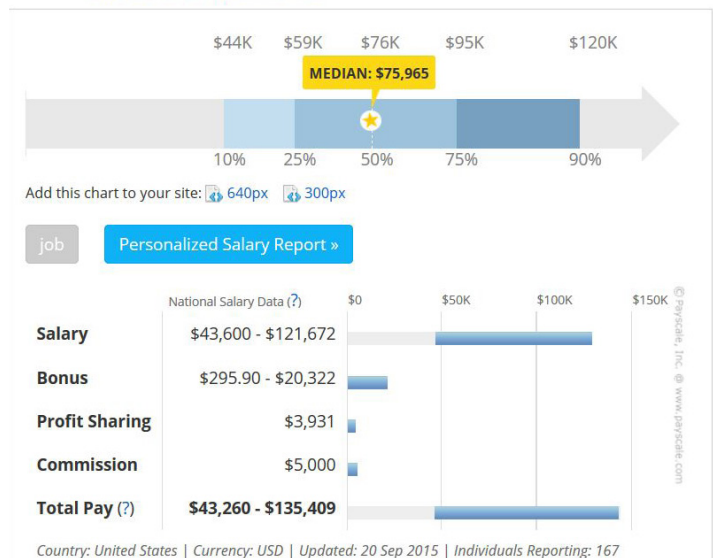 $44K $59K $76K $95K $120K
MEDIAN: $75,965
10% 25% 50% 75% 90%
Add this chart to your site: 640px 300px
job Personalized Salary Report »
National Salary Data (?) $0 $50K $100K $150K
Salary $43,600 - $121,672
Bonus $295.90 - $20,322
Profit Sharing $3,931
Commission $5,000
Total Pay (?) $43,260 - $135,409
Country: United States | Currency: USD | Updated: 20 Sep 2015 | Individuals Reporting: 167
© Payscale, Inc. @ www.payscale.com